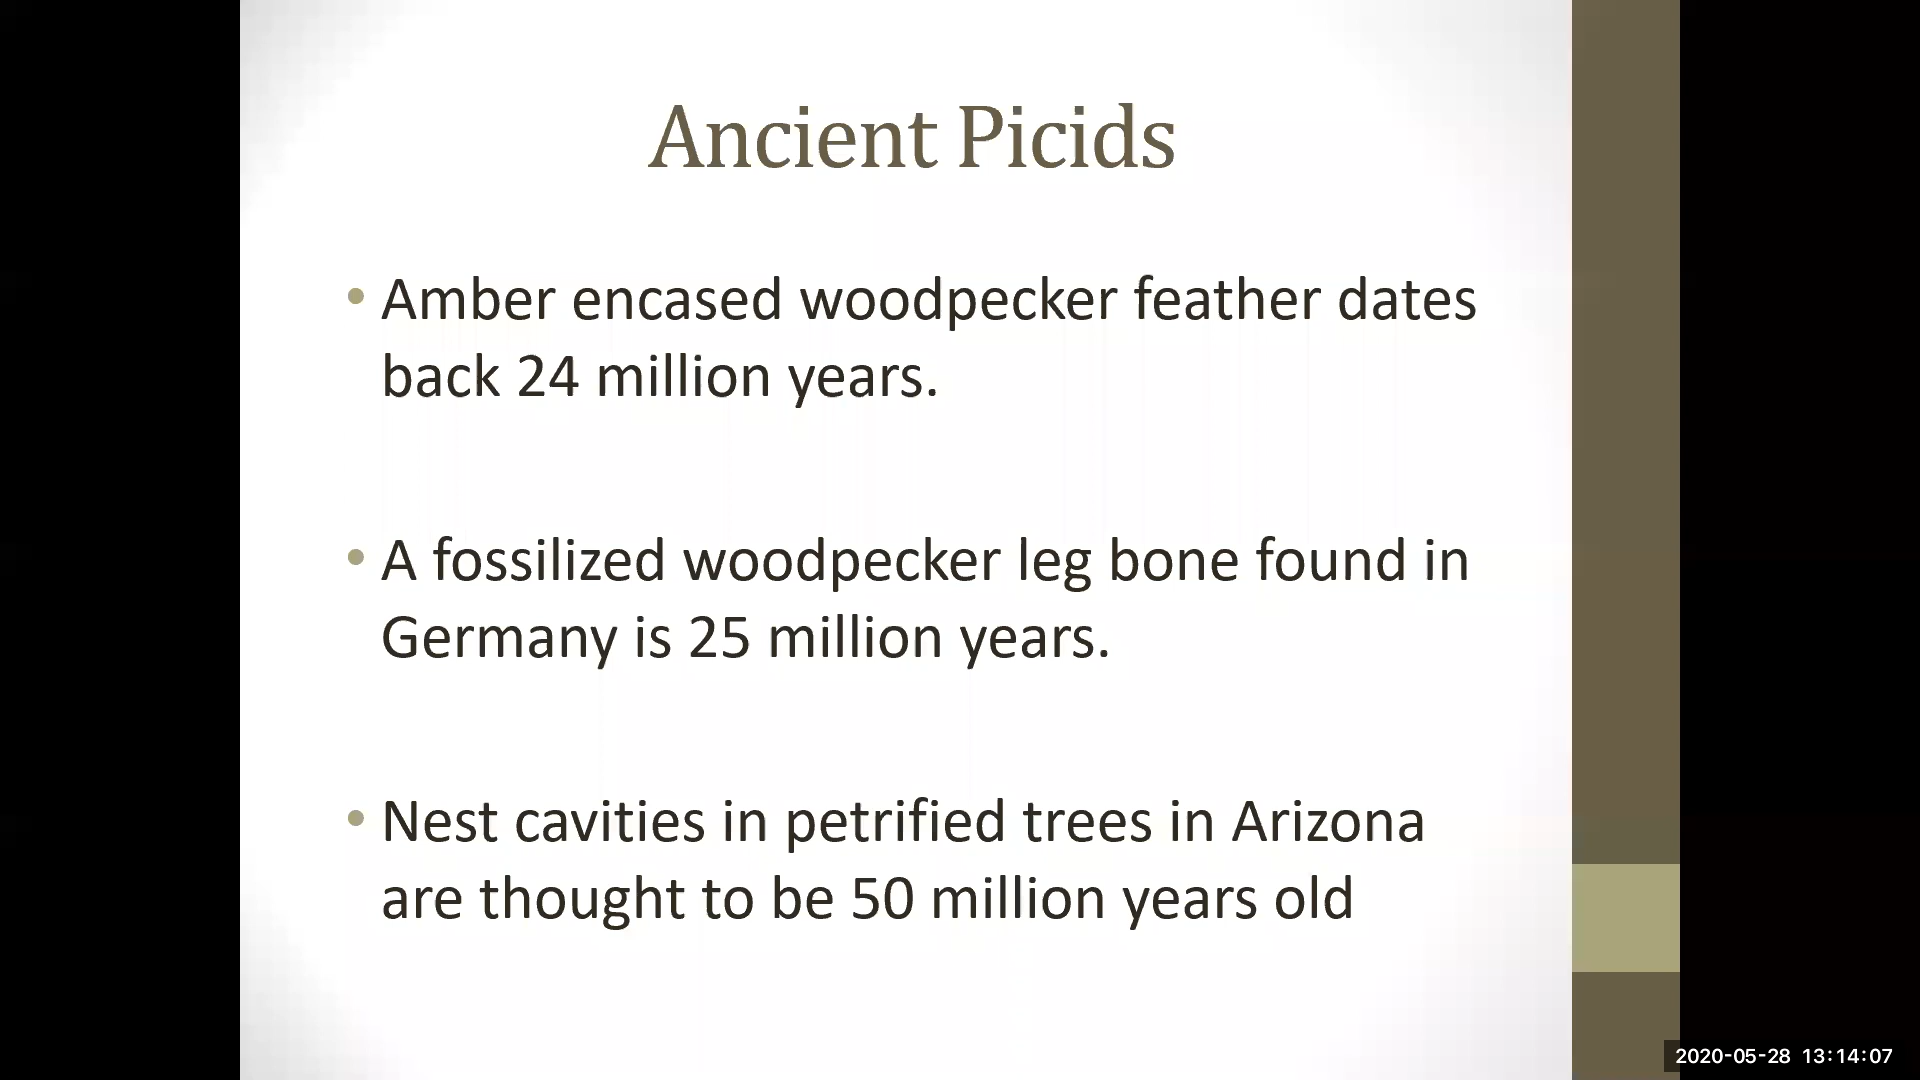 Ancient Picids
• Amber encased woodpecker feather dates
back 24 million years.
• A fossilized woodpecker leg bone found in
Germany is 25 million years.
• Nest cavities in petrified trees in Arizona
are thought to be 50 million years old
2020-05-28 13:14:07